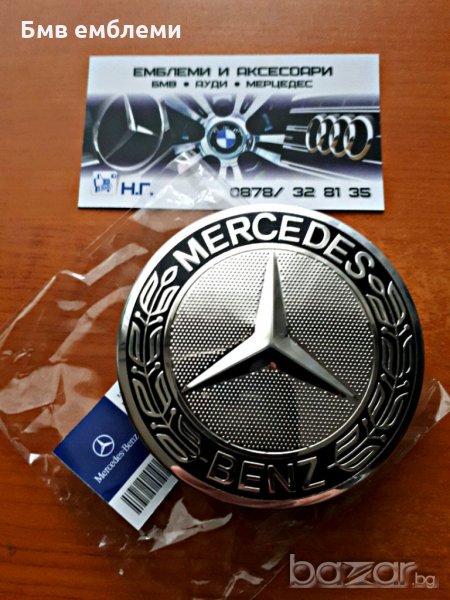 Бмв емблеми
ЕМБЛЕМИ И АКСЕСОАРИ
БМВ • АУДИ • МЕРЦЕДЕС
Н.Г. 0878/ 32 81 35
MERCEDES
BENZ
Mercedes-Benz
bazar.bg